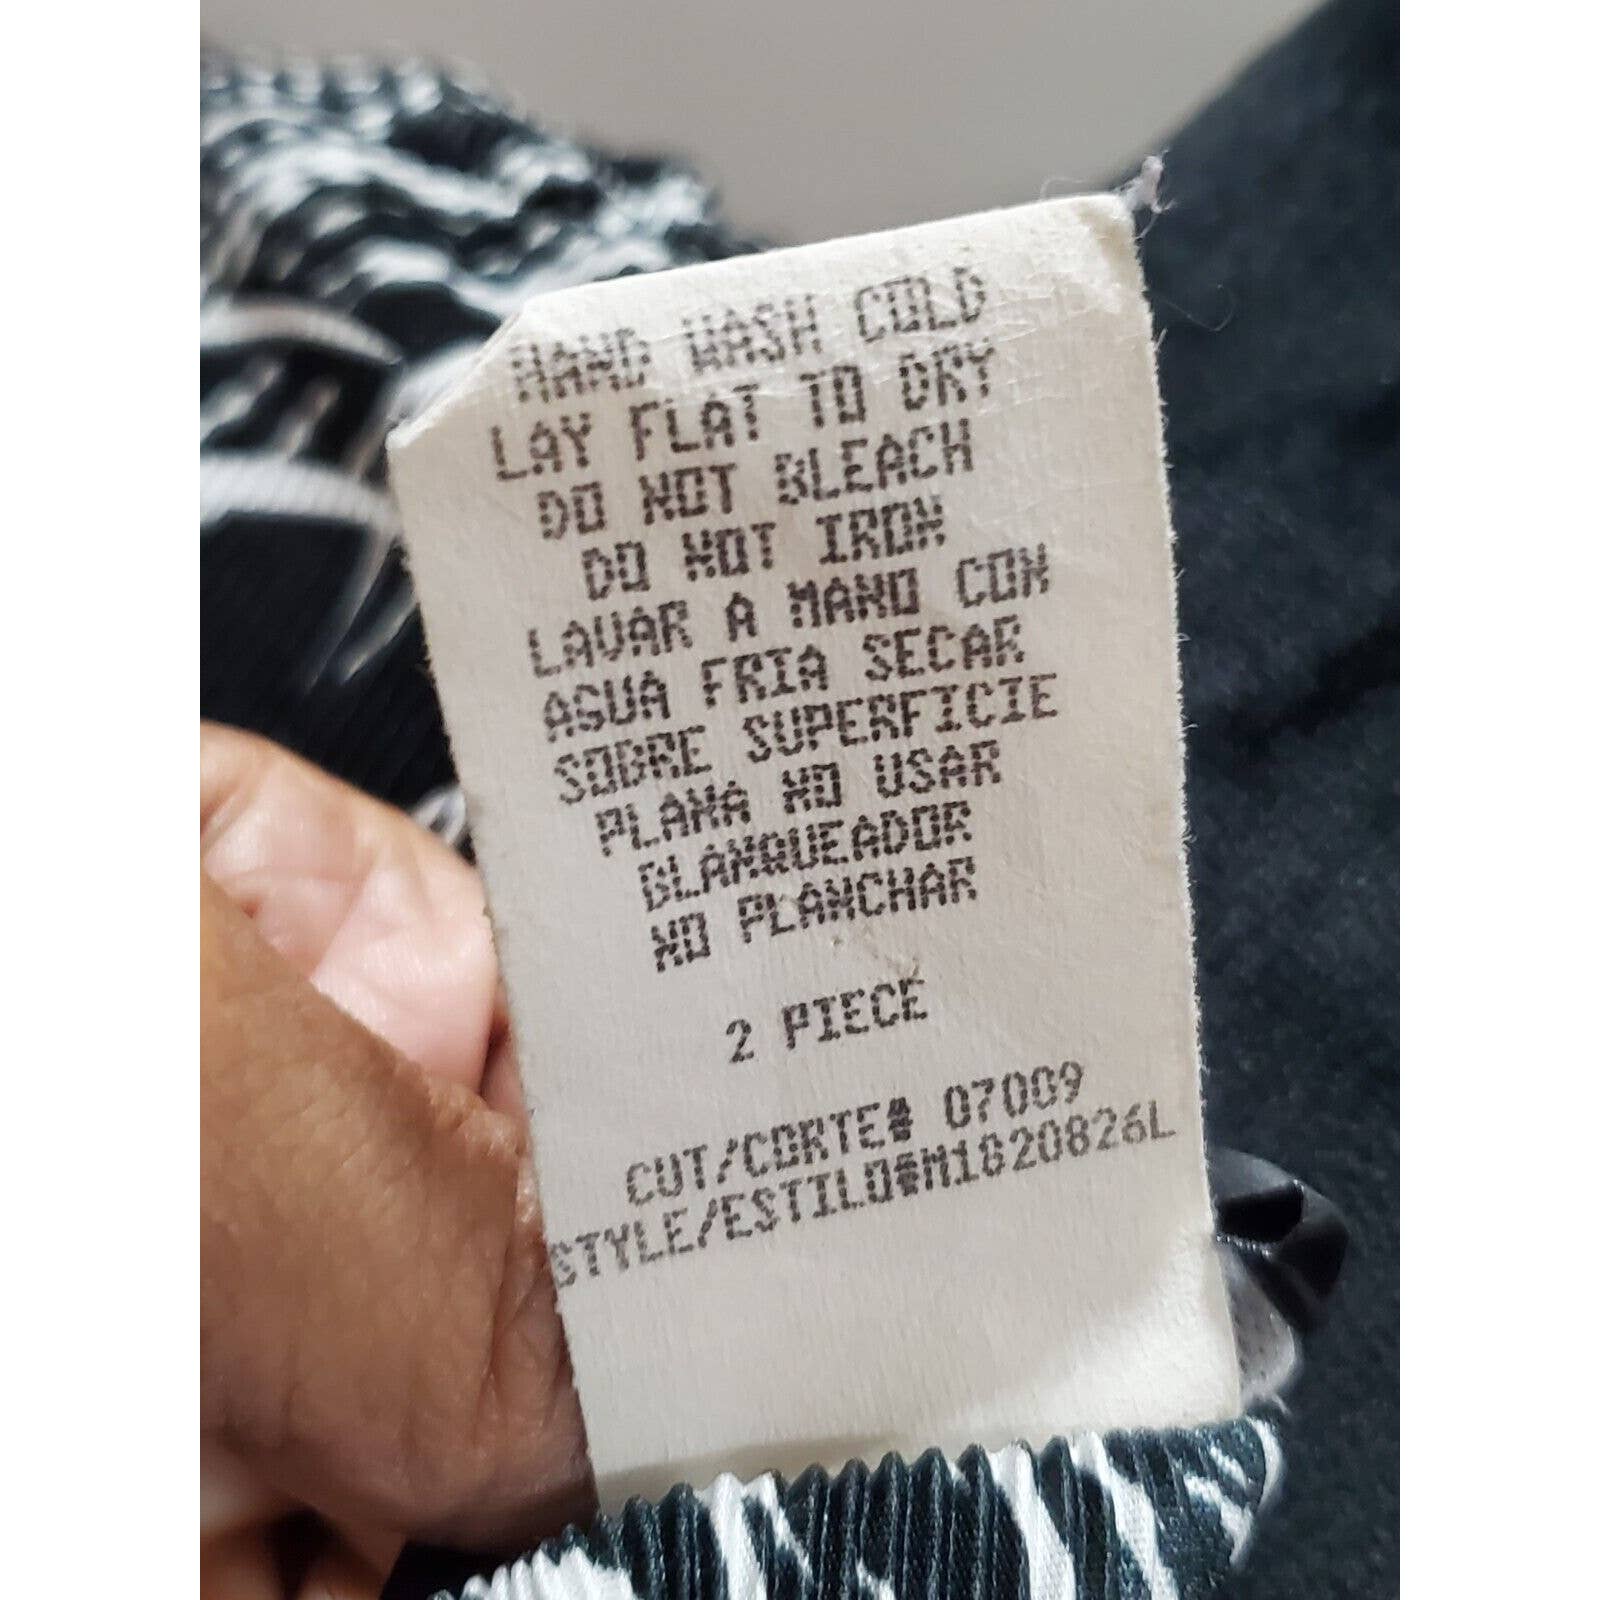 HAND WASH COLD
LAY FLAT TO DRY
DO NOT BLEACH
DO NOT IRON
LAVAR A MANO CON
AGUA FRIA SECAR
SOBRE SUPERFICIE
PLANA NO USAR
BLANQUEADOR
NO PLANCHAR
2 PIECE
CUT/CORTE# 07009
STYLE/ESTILO#M1820826L